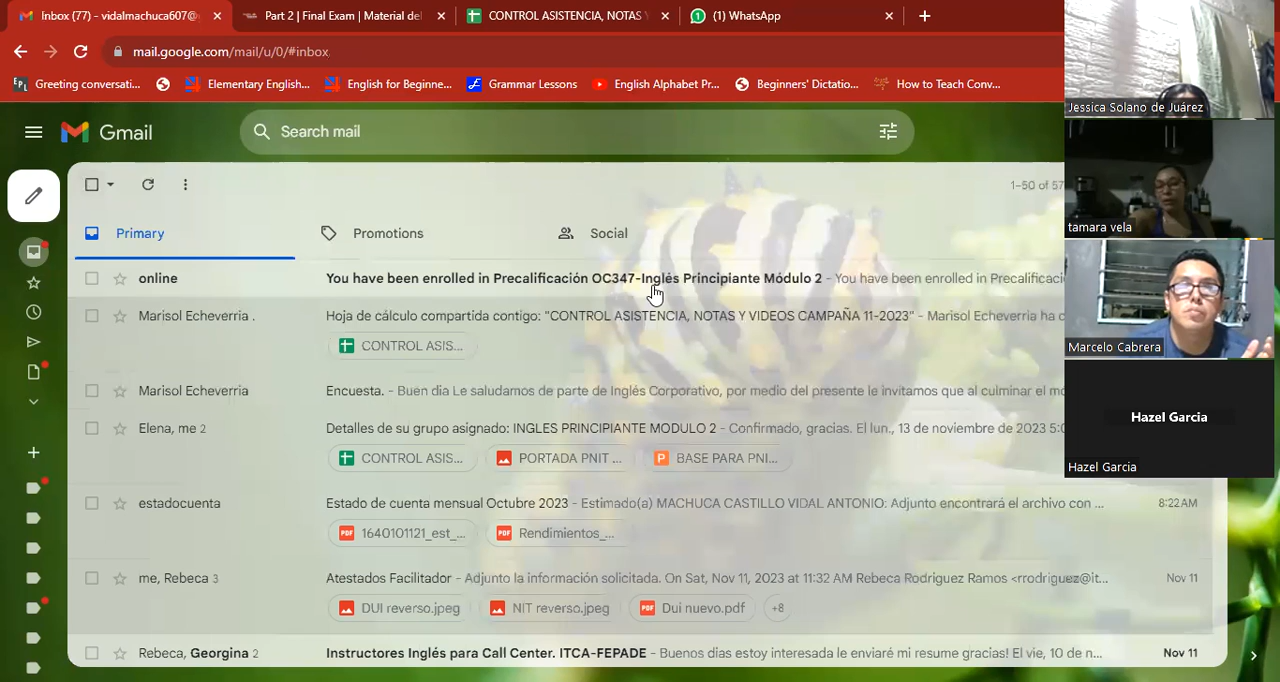 Inbox (77) - vidalmachuca607@
Part 2 | Final Exam | Material del
CONTROL ASISTENCIA, NOTAS Y
(1) WhatsApp
mail.google.com/mail/u/0/#inbox
Greeting conversati...
Elementary English...
English for Beginne...
Grammar Lessons
English Alphabet Pr...
Beginners' Dictatio...
How to Teach Conv...
Jessica Solano de Juárez
Gmail
Search mail
1–50 of 57
tamara vela
Primary
Promotions
Social
online
You have been enrolled in Precalificación OC347-Inglés Principiante Módulo 2 - You have been enrolled in Precalificació
Marisol Echeverria .
Hoja de cálculo compartida contigo: "CONTROL ASISTENCIA, NOTAS Y VIDEOS CAMPAÑA 11-2023" - Marisol Echeverria ha c
CONTROL ASIS...
Marcelo Cabrera
Marisol Echeverria
Encuesta. - Buen dia Le saludamos de parte de Inglés Corporativo, por medio del presente le invitamos que al culminar el mo
Elena, me 2
Detalles de su grupo asignado: INGLES PRINCIPIANTE MODULO 2 - Confirmado, gracias. El lun., 13 de noviembre de 2023 5:0
CONTROL ASIS...
PORTADA PNIT ...
BASE PARA PNI...
Hazel Garcia
Hazel Garcia
estadocuenta
Estado de cuenta mensual Octubre 2023 - Estimado(a) MACHUCA CASTILLO VIDAL ANTONIO: Adjunto encontrará el archivo con ...
8:22 AM
1640101121_est_...
Rendimientos_...
me, Rebeca 3
Atestados Facilitador - Adjunto la información solicitada. On Sat, Nov 11, 2023 at 11:32 AM Rebeca Rodriguez Ramos <rrodriguez@it...
Nov 11
DUI reverso.jpeg
NIT reverso.jpeg
Dui nuevo.pdf
+8
Rebeca, Georgina 2
Instructores Inglés para Call Center. ITCA-FEPADE - Buenos días estoy interesada le enviaré mi resume gracias! El vie, 10 de n...
Nov 11